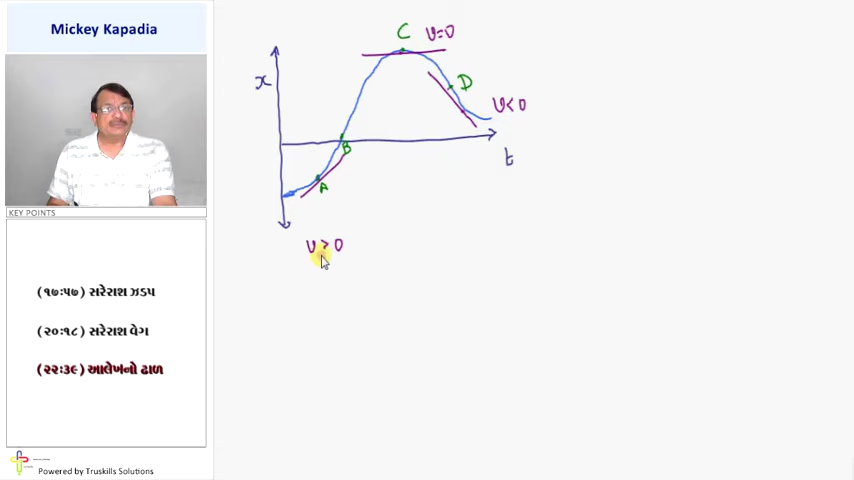 Mickey Kapadia
KEY POINTS
(૧૭:૫૭) સરેરાશ ઝડપ
(૨૦:૧૮) સરેરાશ વેગ
(૨૨:૩૯) આલેખનો ઢાળ
Powered by Truskills Solutions
C
v=0
x
D
v<0
B
t
A
v>0